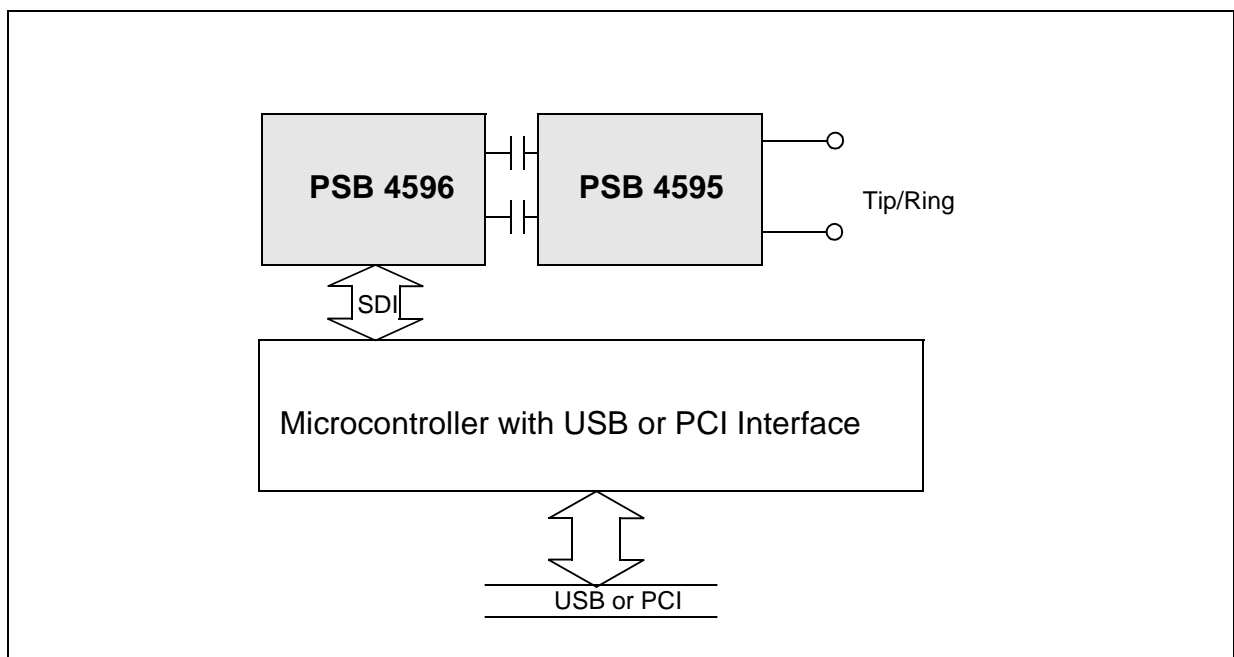 PSB 4596
PSB 4595
Tip/Ring
SDI
Microcontroller with USB or PCI Interface
USB or PCI